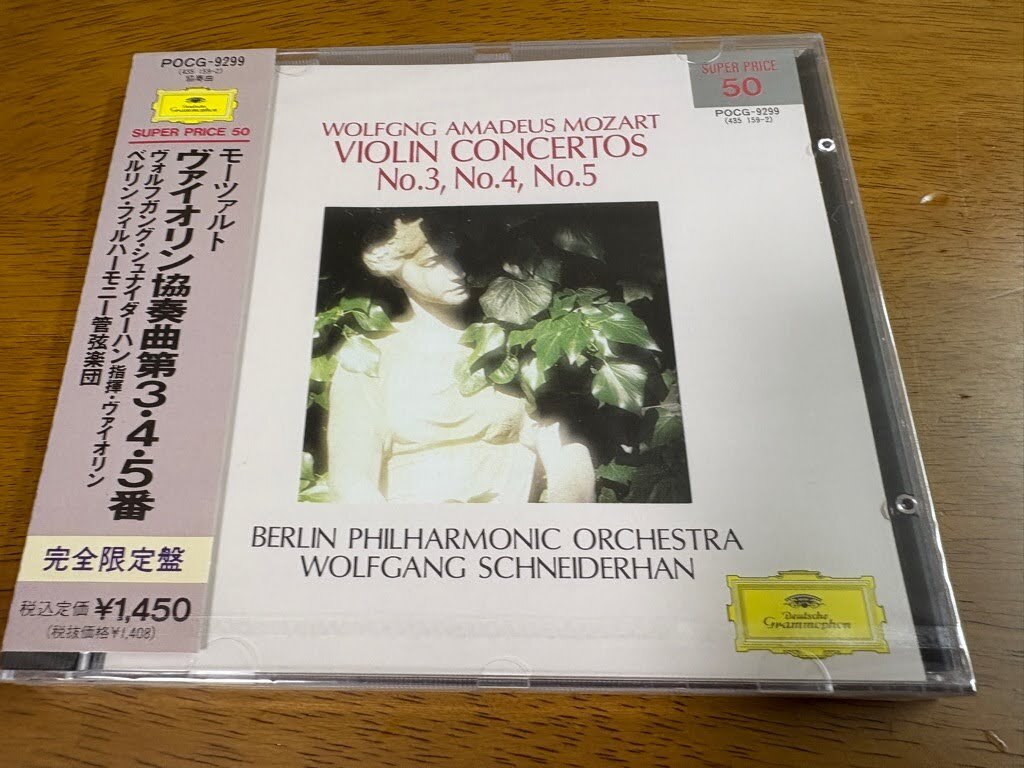 POCG-9299
(435 159-2)
協奏曲
Deutsche
Grammophon
SUPER PRICE 50
モーツァルト
ヴァイオリン協奏曲第3・4・5番
ヴォルフガング・シュナイダーハン 指揮・ヴァイオリン
ベルリン・フィルハーモニー管弦楽団
完全限定盤
税込定価 ¥1,450
(税抜価格¥1,408)
SUPER PRICE
50
POCG-9299
(435 159-2)
WOLFGNG AMADEUS MOZART
VIOLIN CONCERTOS
No.3, No.4, No.5
BERLIN PHILHARMONIC ORCHESTRA
WOLFGANG SCHNEIDERHAN
Deutsche
Grammophon